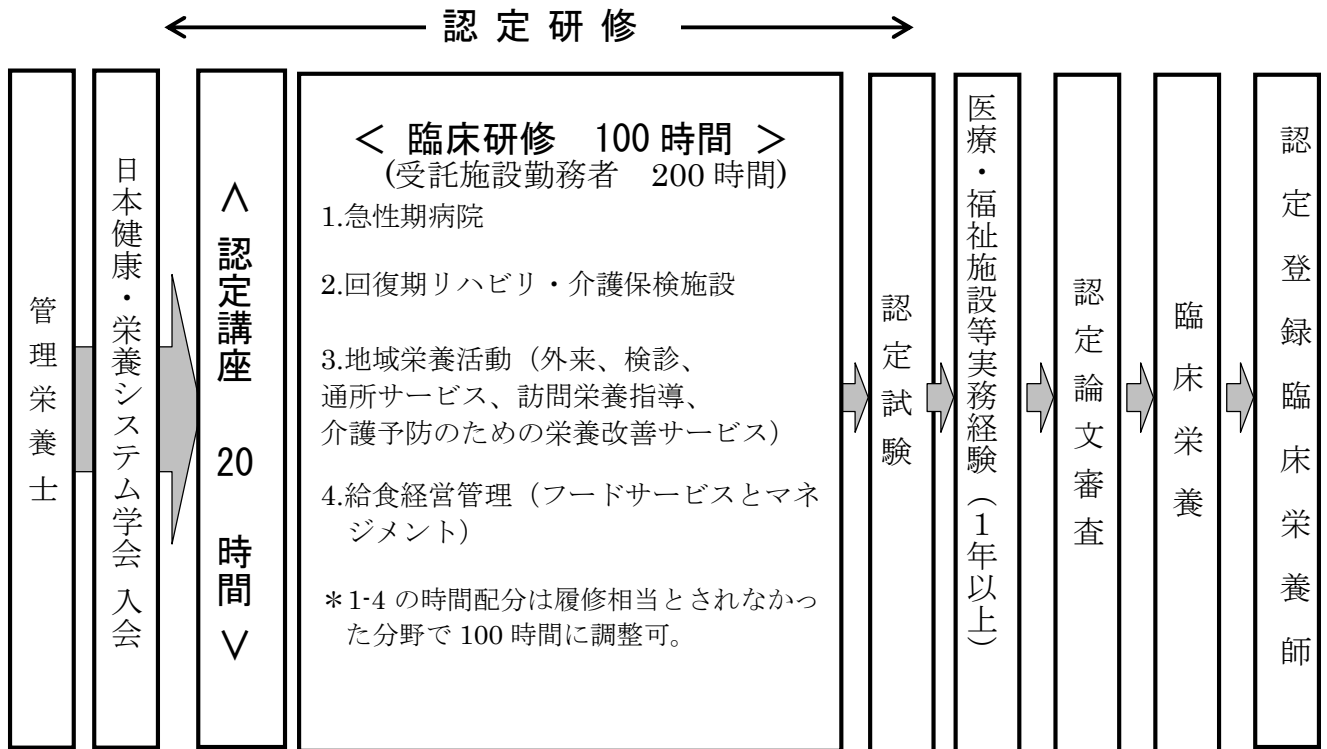 認定研修
管理栄養士
日本健康・栄養システム学会 入会
＜ 認定講座 20 時間 ＞
＜ 臨床研修 100 時間 ＞
(受託施設勤務者 200 時間)
1.急性期病院
2.回復期リハビリ・介護保検施設
3.地域栄養活動（外来、検診、
通所サービス、訪問栄養指導、
介護予防のための栄養改善サービス）
4.給食経営管理（フードサービスとマネ
ジメント）
＊1-4 の時間配分は履修相当とされなかっ
た分野で 100 時間に調整可。
認定試験
医療・福祉施設等実務経験（１年以上）
認定論文審査
臨床栄養
認定登録臨床栄養師